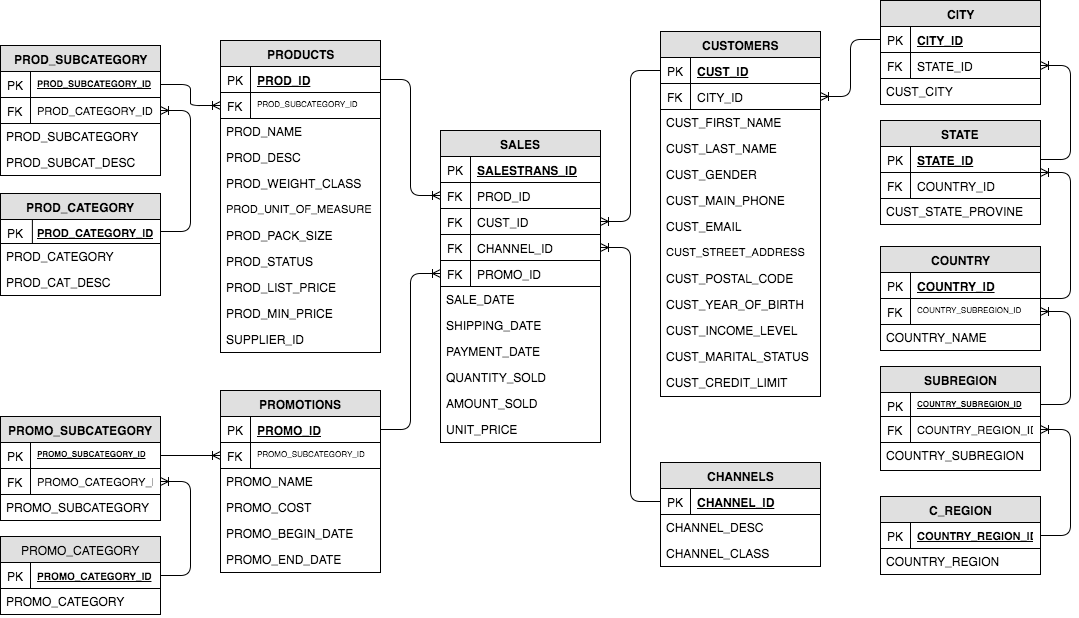 PROD_SUBCATEGORY
PK PROD_SUBCATEGORY_ID
FK PROD_CATEGORY_ID
PROD_SUBCATEGORY
PROD_SUBCAT_DESC
PROD_CATEGORY
PK PROD_CATEGORY_ID
PROD_CATEGORY
PROD_CAT_DESC
PROMO_SUBCATEGORY
PK PROMO_SUBCATEGORY_ID
FK PROMO_CATEGORY_I
PROMO_SUBCATEGORY
PROMO_CATEGORY
PK PROMO_CATEGORY_ID
PROMO_CATEGORY
PRODUCTS
PK PROD_ID
FK PROD_SUBCATEGORY_ID
PROD_NAME
PROD_DESC
PROD_WEIGHT_CLASS
PROD_UNIT_OF_MEASURE
PROD_PACK_SIZE
PROD_STATUS
PROD_LIST_PRICE
PROD_MIN_PRICE
SUPPLIER_ID
PROMOTIONS
PK PROMO_ID
FK PROMO_SUBCATEGORY_ID
PROMO_NAME
PROMO_COST
PROMO_BEGIN_DATE
PROMO_END_DATE
SALES
PK SALESTRANS_ID
FK PROD_ID
FK CUST_ID
FK CHANNEL_ID
FK PROMO_ID
SALE_DATE
SHIPPING_DATE
PAYMENT_DATE
QUANTITY_SOLD
AMOUNT_SOLD
UNIT_PRICE
CUSTOMERS
PK CUST_ID
FK CITY_ID
CUST_FIRST_NAME
CUST_LAST_NAME
CUST_GENDER
CUST_MAIN_PHONE
CUST_EMAIL
CUST_STREET_ADDRESS
CUST_POSTAL_CODE
CUST_YEAR_OF_BIRTH
CUST_INCOME_LEVEL
CUST_MARITAL_STATUS
CUST_CREDIT_LIMIT
CHANNELS
PK CHANNEL_ID
CHANNEL_DESC
CHANNEL_CLASS
CITY
PK CITY_ID
FK STATE_ID
CUST_CITY
STATE
PK STATE_ID
FK COUNTRY_ID
CUST_STATE_PROVINE
COUNTRY
PK COUNTRY_ID
FK COUNTRY_SUBREGION_ID
COUNTRY_NAME
SUBREGION
PK COUNTRY_SUBREGION_ID
FK COUNTRY_REGION_ID
COUNTRY_SUBREGION
C_REGION
PK COUNTRY_REGION_ID
COUNTRY_REGION